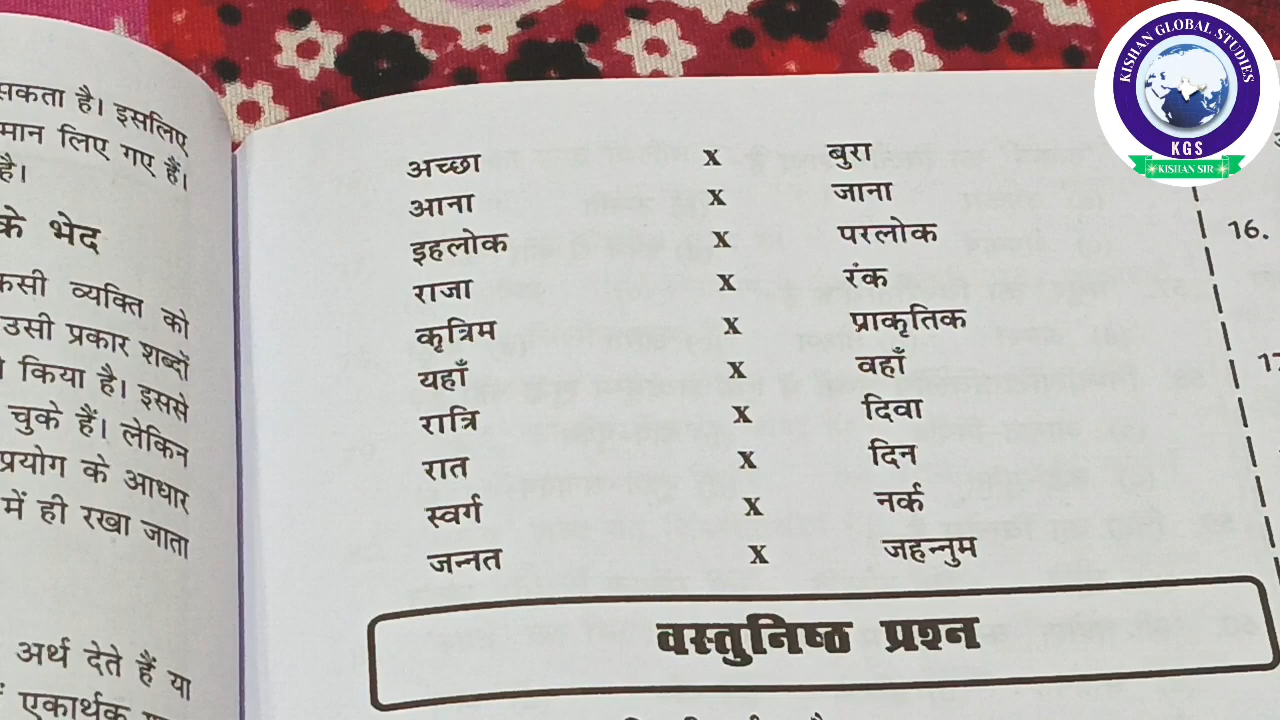 सकता है। इसलिए
मान लिए गए हैं।
है।
के भेद
व्यक्ति को
उसी प्रकार शब्दों
किया है। इससे
चुके हैं। लेकिन
प्रयोग के आधार
में ही रखा जाता
अर्थ देते हैं या
एकार्थक
अच्छा x बुरा
आना x जाना
इहलोक x परलोक
राजा x रंक
कृत्रिम x प्राकृतिक
यहाँ x वहाँ
रात्रि x दिवा
रात x दिन
स्वर्ग x नर्क
जन्नत x जहन्नुम
वस्तुनिष्ठ प्रश्न
16.
KISHAN GLOBAL STUDIES
KGS
KISHAN SIR